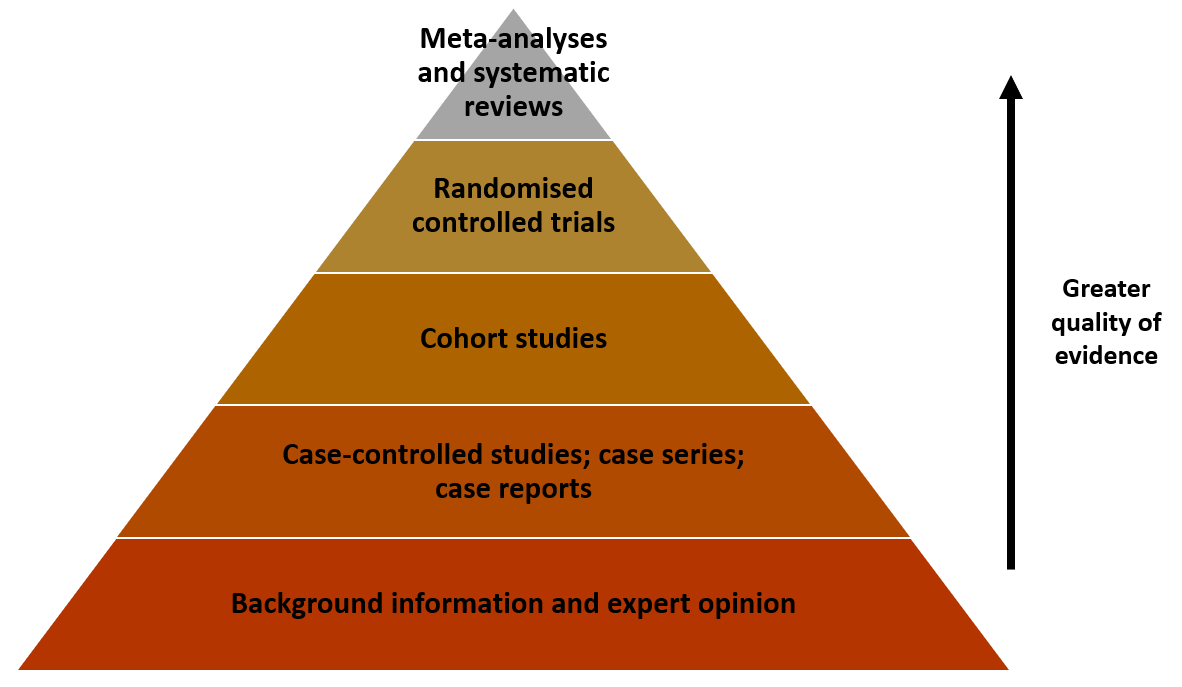 Meta-analyses
and systematic
reviews
Randomised
controlled trials
Cohort studies
Case-controlled studies; case series;
case reports
Background information and expert opinion
Greater
quality of
evidence